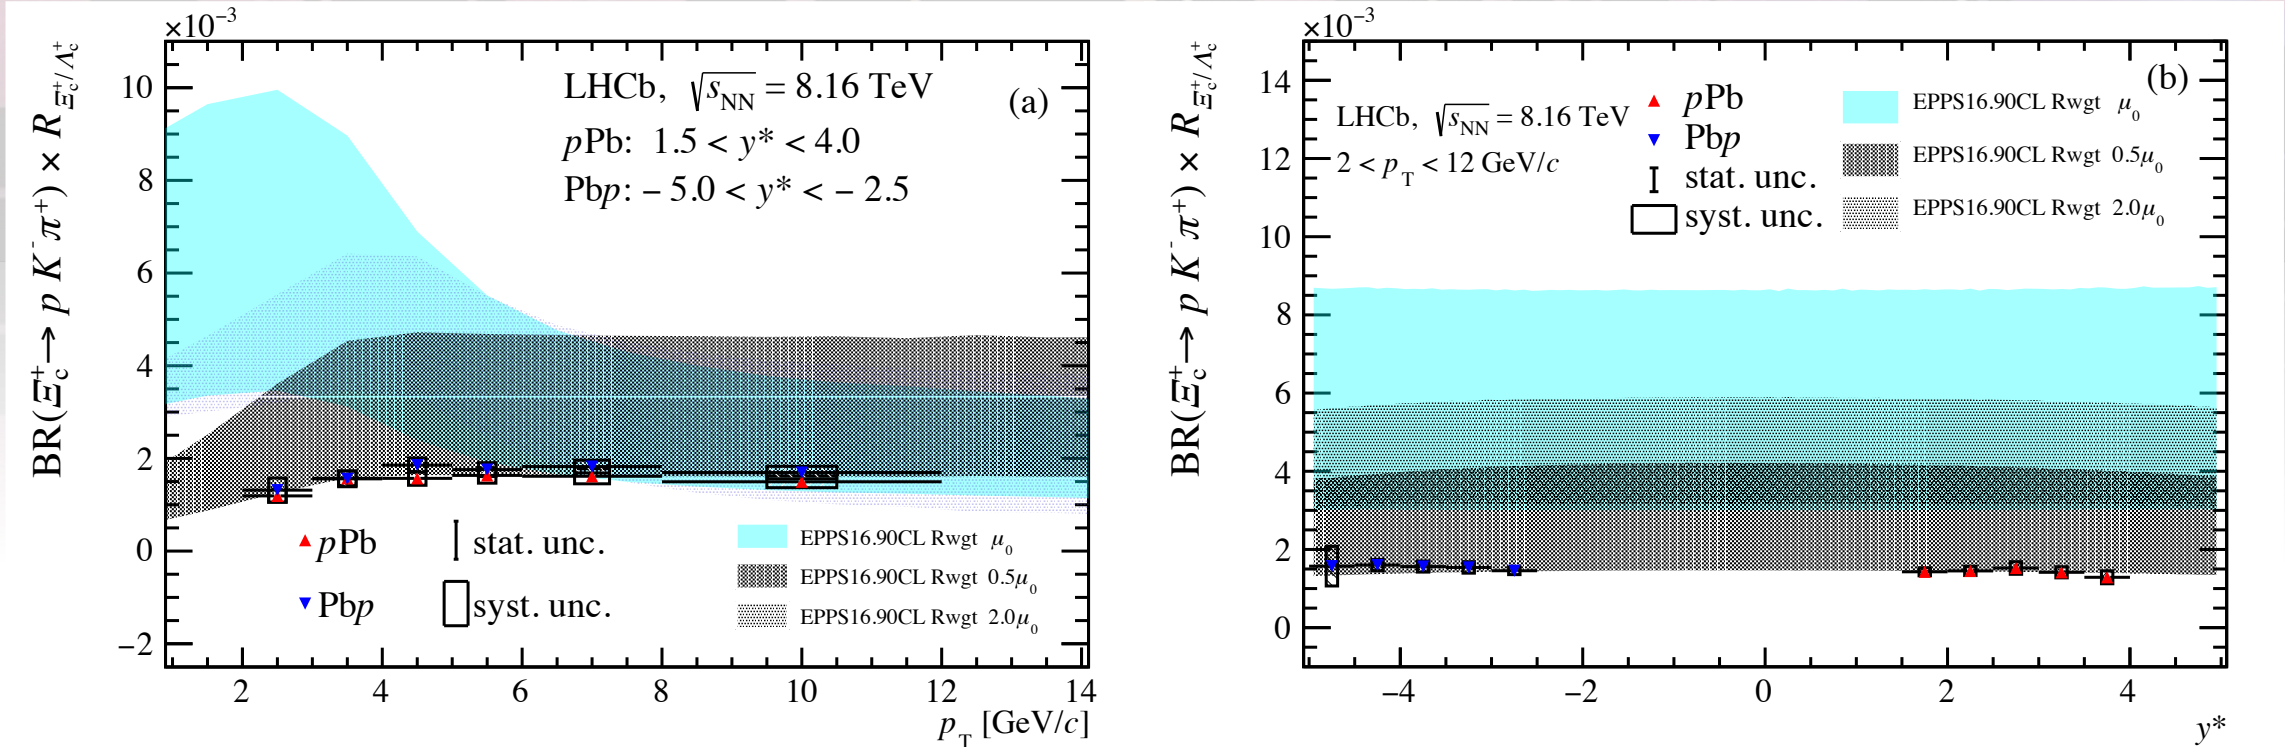 ×10⁻³
BR(Ξc⁺→ p K⁻π⁺) × R Ξc⁺/Λc⁺
10
8
6
4
2
0
−2
LHCb, √sNN = 8.16 TeV
(a)
pPb: 1.5 < y* < 4.0
Pbp: − 5.0 < y* < − 2.5
pPb
stat. unc.
Pbp
syst. unc.
EPPS16.90CL Rwgt μ₀
EPPS16.90CL Rwgt 0.5μ₀
EPPS16.90CL Rwgt 2.0μ₀
2 4 6 8 10 12 14
pT [GeV/c]
×10⁻³
BR(Ξc⁺→ p K⁻π⁺) × R Ξc⁺/Λc⁺
14
12
10
8
6
4
2
0
(b)
LHCb, √sNN = 8.16 TeV
2 < pT < 12 GeV/c
pPb
Pbp
stat. unc.
syst. unc.
EPPS16.90CL Rwgt μ₀
EPPS16.90CL Rwgt 0.5μ₀
EPPS16.90CL Rwgt 2.0μ₀
−4 −2 0 2 4
y*